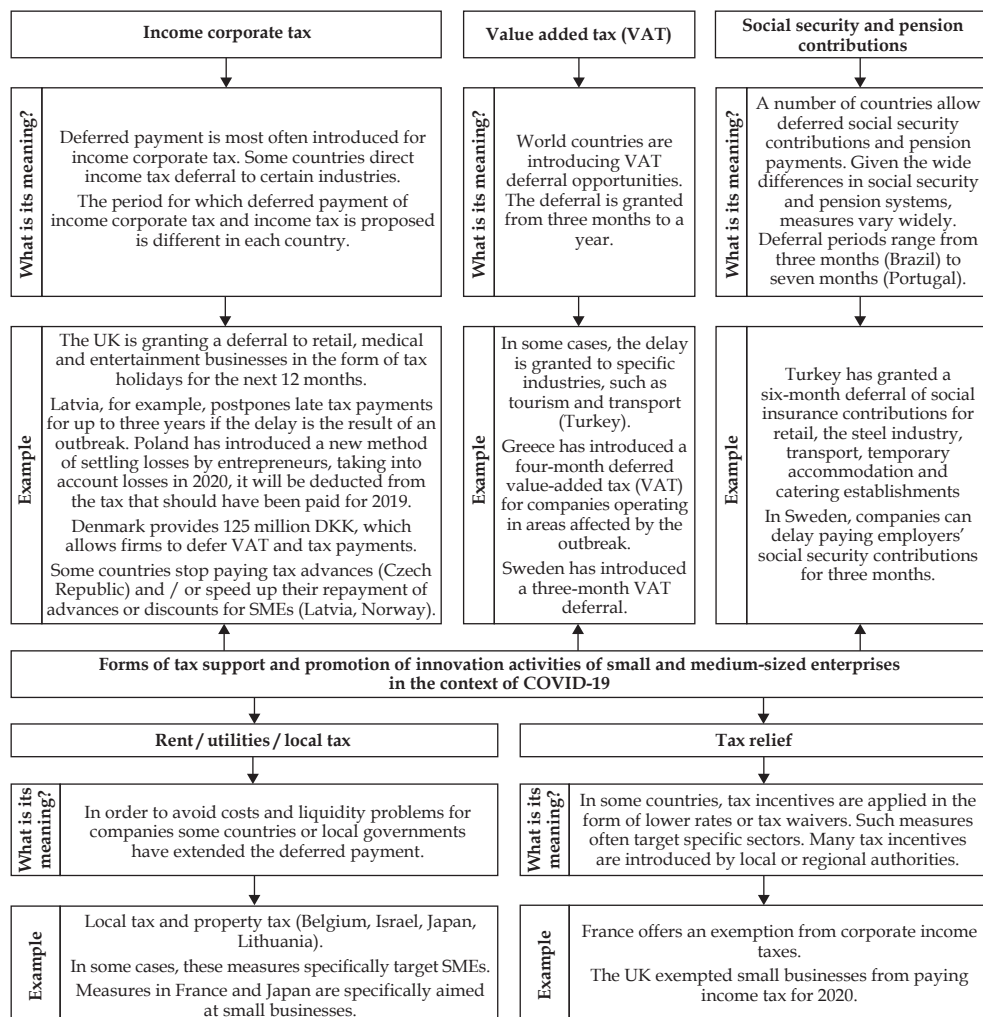 Income corporate tax
Value added tax (VAT)
Social security and pension
contributions
What is its meaning?
Deferred payment is most often introduced for
income corporate tax. Some countries direct
income tax deferral to certain industries.
The period for which deferred payment of
income corporate tax and income tax is proposed
is different in each country.
What is its meaning?
World countries are
introducing VAT
deferral opportunities.
The deferral is granted
from three months to a
year.
What is its meaning?
A number of countries allow
deferred social security
contributions and pension
payments. Given the wide
differences in social security
and pension systems,
measures vary widely.
Deferral periods range from
three months (Brazil) to
seven months (Portugal).
Example
The UK is granting a deferral to retail, medical
and entertainment businesses in the form of tax
holidays for the next 12 months.
Latvia, for example, postpones late tax payments
for up to three years if the delay is the result of an
outbreak. Poland has introduced a new method
of settling losses by entrepreneurs, taking into
account losses in 2020, it will be deducted from
the tax that should have been paid for 2019.
Denmark provides 125 million DKK, which
allows firms to defer VAT and tax payments.
Some countries stop paying tax advances (Czech
Republic) and / or speed up their repayment of
advances or discounts for SMEs (Latvia, Norway).
Example
In some cases, the delay
is granted to specific
industries, such as
tourism and transport
(Turkey).
Greece has introduced a
four-month deferred
value-added tax (VAT)
for companies operating
in areas affected by the
outbreak.
Sweden has introduced
a three-month VAT
deferral.
Example
Turkey has granted a
six-month deferral of social
insurance contributions for
retail, the steel industry,
transport, temporary
accommodation and
catering establishments
In Sweden, companies can
delay paying employers'
social security contributions
for three months.
Forms of tax support and promotion of innovation activities of small and medium-sized enterprises
in the context of COVID-19
Rent / utilities / local tax
Tax relief
What is its
meaning?
In order to avoid costs and liquidity problems for
companies some countries or local governments
have extended the deferred payment.
What is its
meaning?
In some countries, tax incentives are applied in the
form of lower rates or tax waivers. Such measures
often target specific sectors. Many tax incentives
are introduced by local or regional authorities.
Example
Local tax and property tax (Belgium, Israel, Japan,
Lithuania).
In some cases, these measures specifically target SMEs.
Measures in France and Japan are specifically aimed
at small businesses.
Example
France offers an exemption from corporate income
taxes.
The UK exempted small businesses from paying
income tax for 2020.